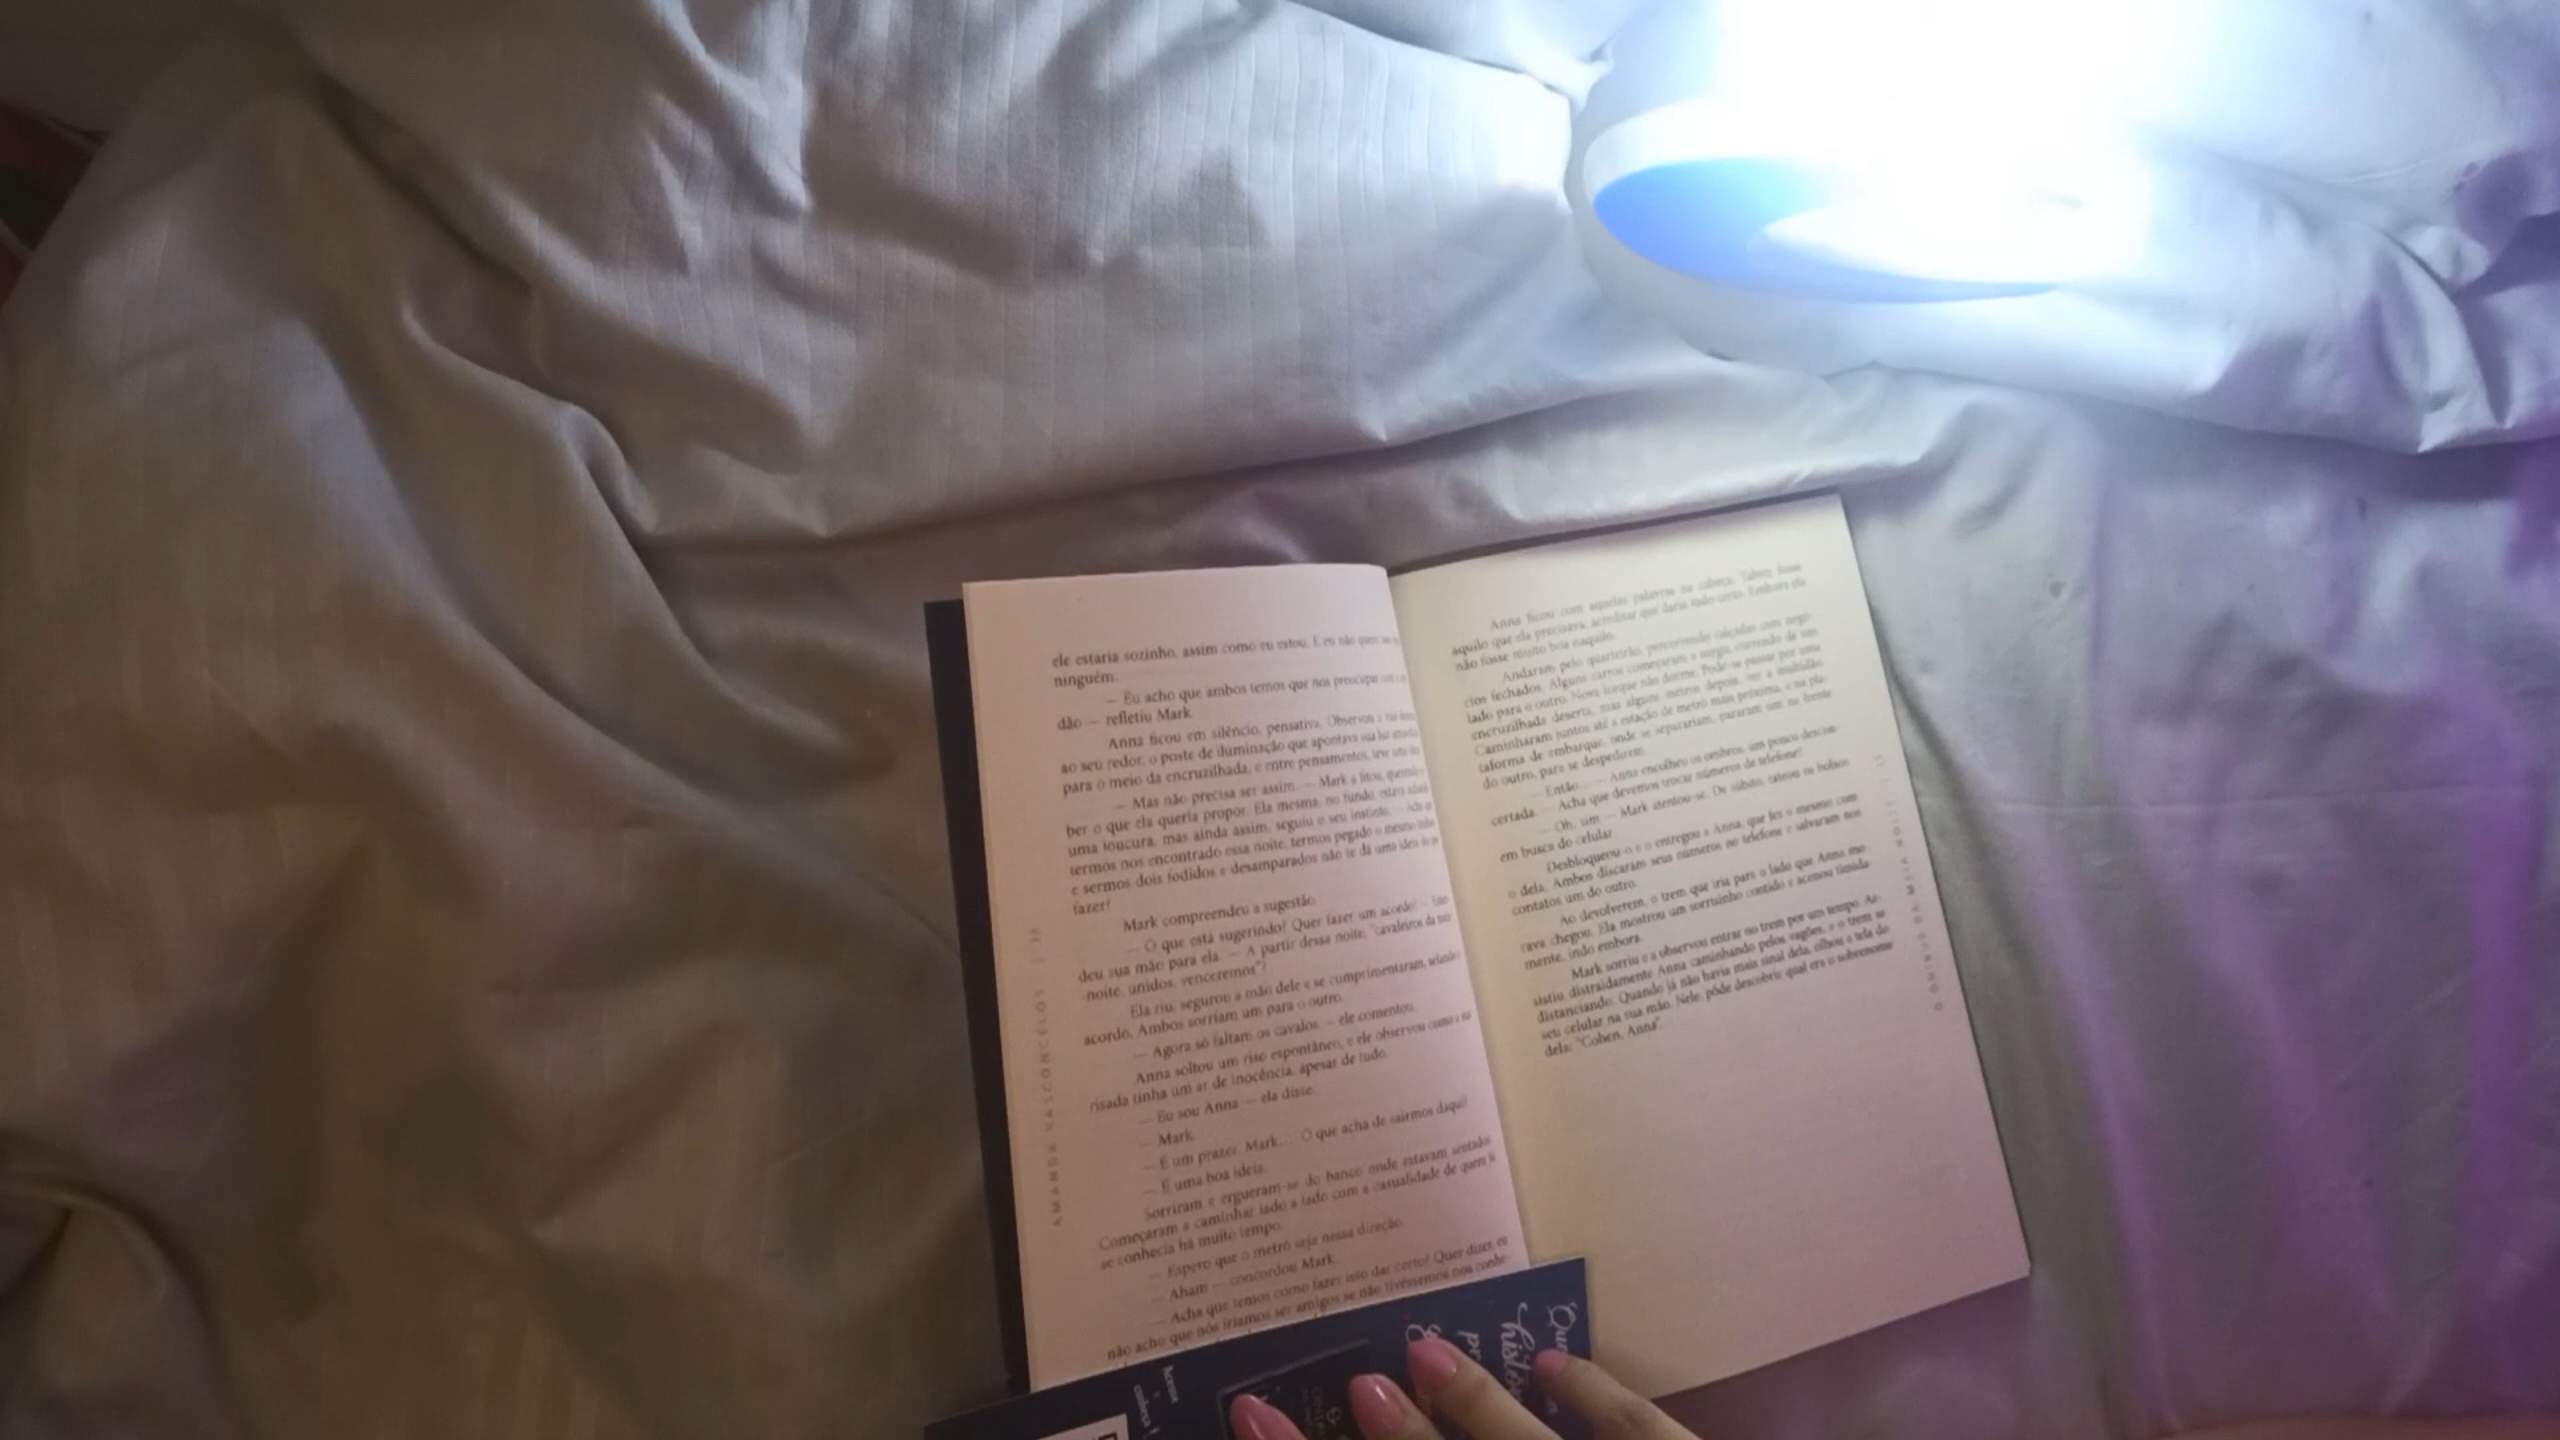 ele estaria sozinho, assim como eu estou. E eu não quero
ninguém.
— Eu acho que ambos temos que nos preocupar
dão — refletiu Mark.
Anna ficou em silêncio, pensativa. Observou a
ao seu redor, o poste de iluminação que apontava sua luz
para o meio da encruzilhada, e entre pensamentos, teve um
— Mas não precisa ser assim. — Mark a fitou,
ber o que ela queria propor. Ela mesma, no fundo,
uma loucura, mas ainda assim, seguiu o seu instinto. —
termos nos encontrado essa noite, termos pegado o mesmo
e sermos dois fodidos e desamparados não te dá uma ideia
fazer?
Mark compreendeu a sugestão.
— O que está sugerindo? Quer fazer um acordo? —
deu sua mão para ela. — A partir dessa noite, "cavaleiros da
noite, unidos, venceremos"?
Ela riu, segurou a mão dele e se cumprimentaram,
acordo. Ambos sorriam um para o outro.
— Agora só faltam os cavalos — ele comentou.
Anna soltou um riso espontâneo, e ele observou como a
risada tinha um ar de inocência, apesar de tudo.
— Eu sou Anna — ela disse.
— Mark.
— É um prazer, Mark... O que acha de sairmos daqui?
— É uma boa ideia.
Sorriram e ergueram-se do banco onde estavam sentados
Começaram a caminhar lado a lado com a casualidade de quem
se conhecia há muito tempo.
— Espero que o metrô seja nessa direção.
— Aham — concordou Mark.
— Acha que temos como fazer isto dar certo? Quer dizer, eu
não acho que nós iríamos ser amigos se não tivéssemos nos conhe-
AMANDA VASCONCELOS | 12
Anna ficou com aquelas palavras na cabeça. Talvez fosse
aquilo que ela precisava, acreditar que daria tudo certo. Embora ela
não fosse muito boa naquilo.
Andaram pelo quarteirão, percorrendo calçadas com negó-
cios fechados. Alguns carros começaram a surgir, correndo de um
lado para o outro. Nova Iorque não dorme. Pode-se passar por uma
encruzilhada deserta, mas alguns metros depois, ver a multidão.
Caminharam juntos até a estação de metrô mais próxima, e na pla-
taforma de embarque, onde se separariam, pararam um na frente
do outro, para se despedirem.
— Então... — Anna encolheu os ombros, um pouco descon-
certada. — Acha que devemos trocar números de telefone?
— Oh, sim — Mark atentou-se. De súbito, tateou os bolsos
em busca do celular.
Desbloqueou-o e o entregou a Anna, que fez o mesmo com
o dela. Ambos discaram seus números no telefone e salvaram nos
contatos um do outro.
Ao devolverem, o trem que iria para o lado que Anna mo-
rava chegou. Ela mostrou um sorrisinho contido e acenou timida-
mente, indo embora.
Mark sorriu e a observou entrar no trem por um tempo. As-
sistiu, distraidamente Anna caminhando pelos vagões, e o trem se
distanciando. Quando já não havia mais sinal dela, olhou a tela do
seu celular na sua mão. Nele, pôde descobrir qual era o sobrenome
dela: "Cohen, Anna".
histó
pr
Acesse